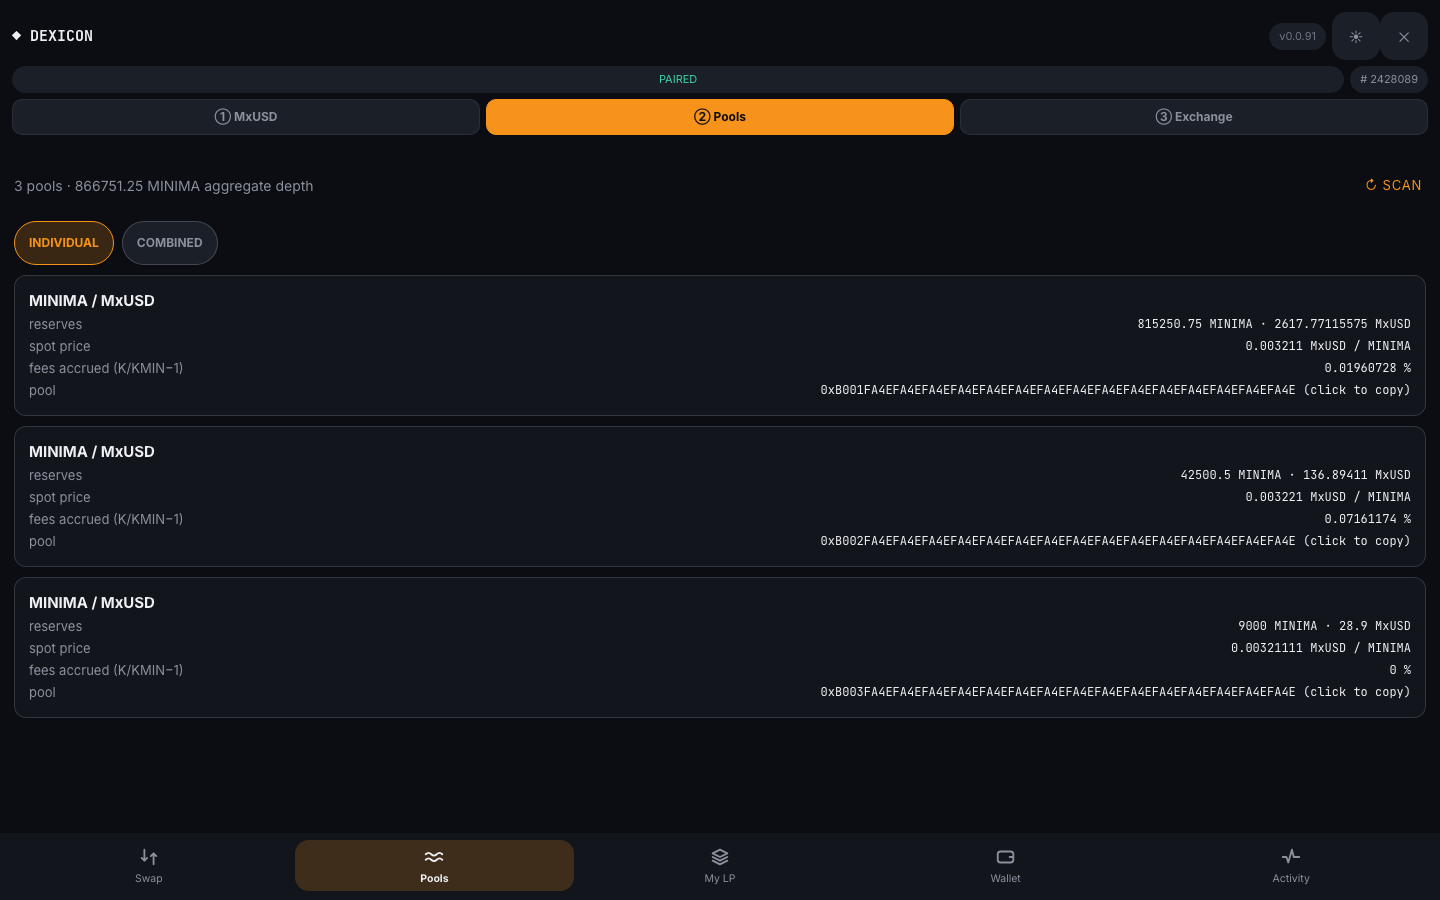 ◆ DEXICON
v0.0.91
PAIRED
# 2428089
① MxUSD
② Pools
③ Exchange
3 pools · 866751.25 MINIMA aggregate depth
↻ SCAN
INDIVIDUAL
COMBINED
MINIMA / MxUSD
reserves 815250.75 MINIMA · 2617.77115575 MxUSD
spot price 0.003211 MxUSD / MINIMA
fees accrued (K/KMIN−1) 0.01960728 %
pool 0xB001FA4EFA4EFA4EFA4EFA4EFA4EFA4EFA4EFA4EFA4EFA4EFA4EFA4EFA4EFA4E (click to copy)
MINIMA / MxUSD
reserves 42500.5 MINIMA · 136.89411 MxUSD
spot price 0.003221 MxUSD / MINIMA
fees accrued (K/KMIN−1) 0.07161174 %
pool 0xB002FA4EFA4EFA4EFA4EFA4EFA4EFA4EFA4EFA4EFA4EFA4EFA4EFA4EFA4EFA4E (click to copy)
MINIMA / MxUSD
reserves 9000 MINIMA · 28.9 MxUSD
spot price 0.00321111 MxUSD / MINIMA
fees accrued (K/KMIN−1) 0 %
pool 0xB003FA4EFA4EFA4EFA4EFA4EFA4EFA4EFA4EFA4EFA4EFA4EFA4EFA4EFA4EFA4E (click to copy)
Swap
Pools
My LP
Wallet
Activity